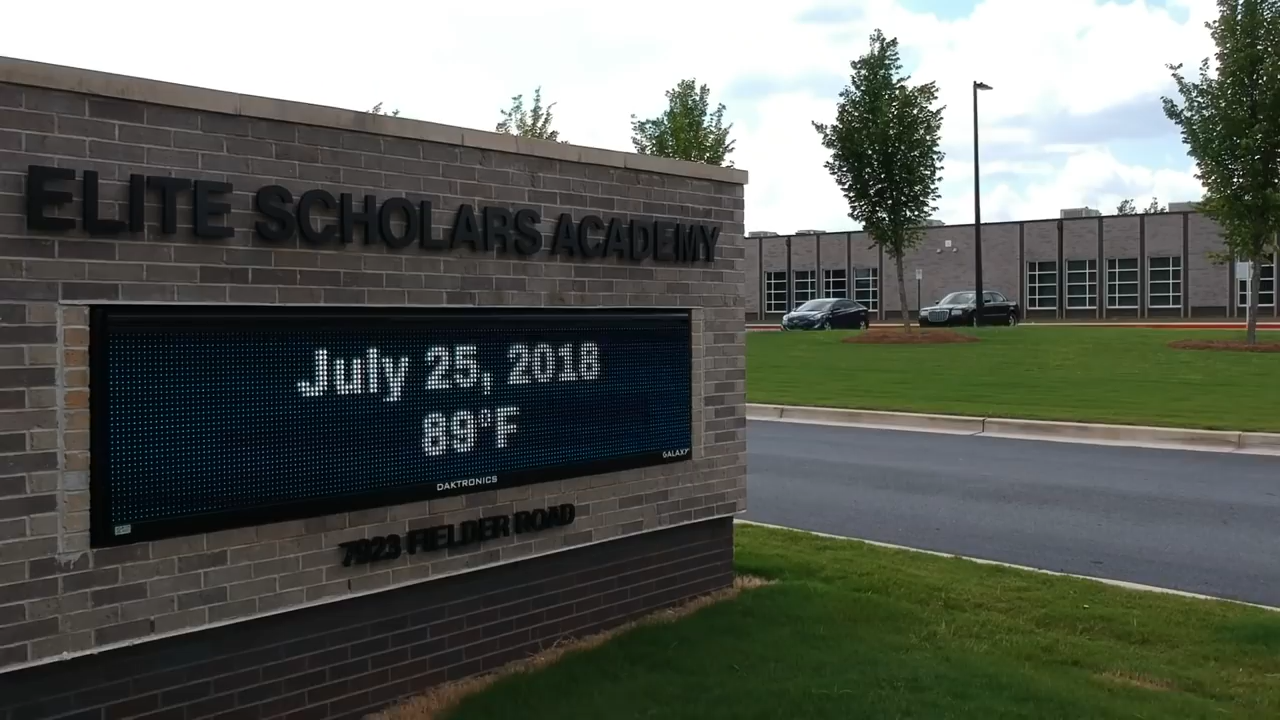 ELITE SCHOLARS ACADEMY
July 25, 2018
89°F
GALAXY
DAKTRONICS
7923 FIELDER ROAD